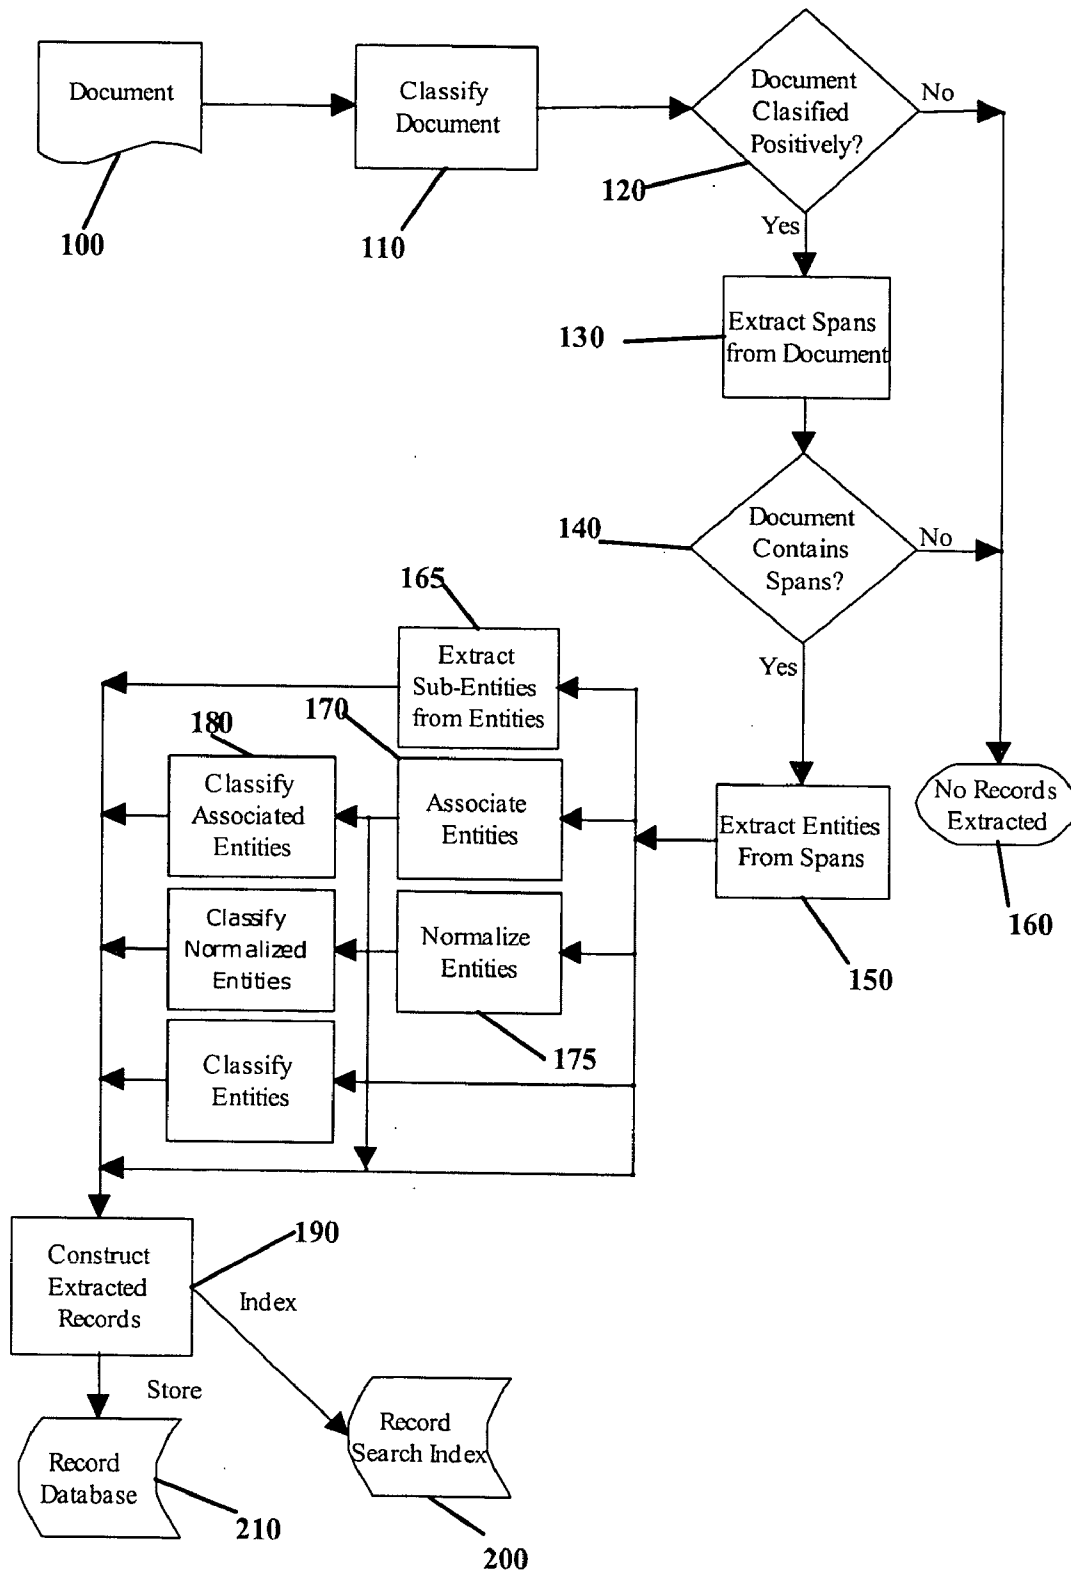 Document
100
Classify
Document
110
Document
Clasified
Positively?
120
No
Yes
Extract Spans
from Document
130
Document
Contains
Spans?
140
No
Yes
165
Extract
Sub-Entities
from Entities
180
170
Classify
Associated
Entities
Associate
Entities
Extract Entities
From Spans
150
No Records
Extracted
160
Classify
Normalized
Entities
Normalize
Entities
175
Classify
Entities
Construct
Extracted
Records
190
Index
Store
Record
Database
210
Record
Search Index
200